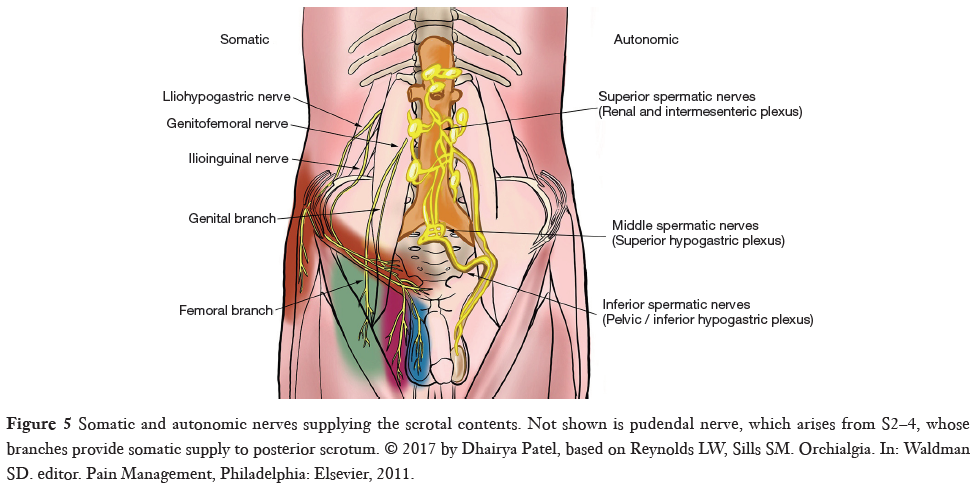 Somatic
Autonomic
Lliohypogastric nerve
Genitofemoral nerve
Ilioinguinal nerve
Genital branch
Femoral branch
Superior spermatic nerves
(Renal and intermesenteric plexus)
Middle spermatic nerves
(Superior hypogastric plexus)
Inferior spermatic nerves
(Pelvic / inferior hypogastric plexus)
Figure 5 Somatic and autonomic nerves supplying the scrotal contents. Not shown is pudendal nerve, which arises from S2–4, whose
branches provide somatic supply to posterior scrotum. © 2017 by Dhairya Patel, based on Reynolds LW, Sills SM. Orchialgia. In: Waldman
SD. editor. Pain Management, Philadelphia: Elsevier, 2011.